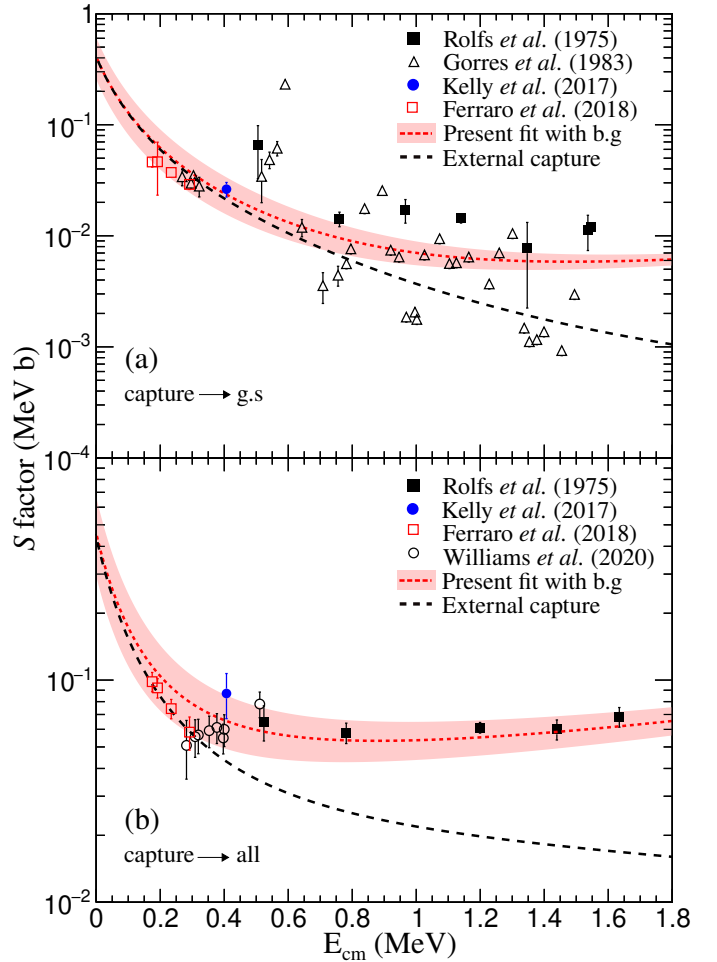 1
Rolfs et al. (1975)
Gorres et al. (1983)
Kelly et al. (2017)
Ferraro et al. (2018)
Present fit with b.g
External capture
10⁻¹
10⁻²
10⁻³
(a)
capture → g.s
10⁻⁴
S factor (MeV b)
10⁻¹
Rolfs et al. (1975)
Kelly et al. (2017)
Ferraro et al. (2018)
Williams et al. (2020)
Present fit with b.g
External capture
10⁻¹
(b)
capture → all
10⁻²
0 0.2 0.4 0.6 0.8 1 1.2 1.4 1.6 1.8
E_cm (MeV)